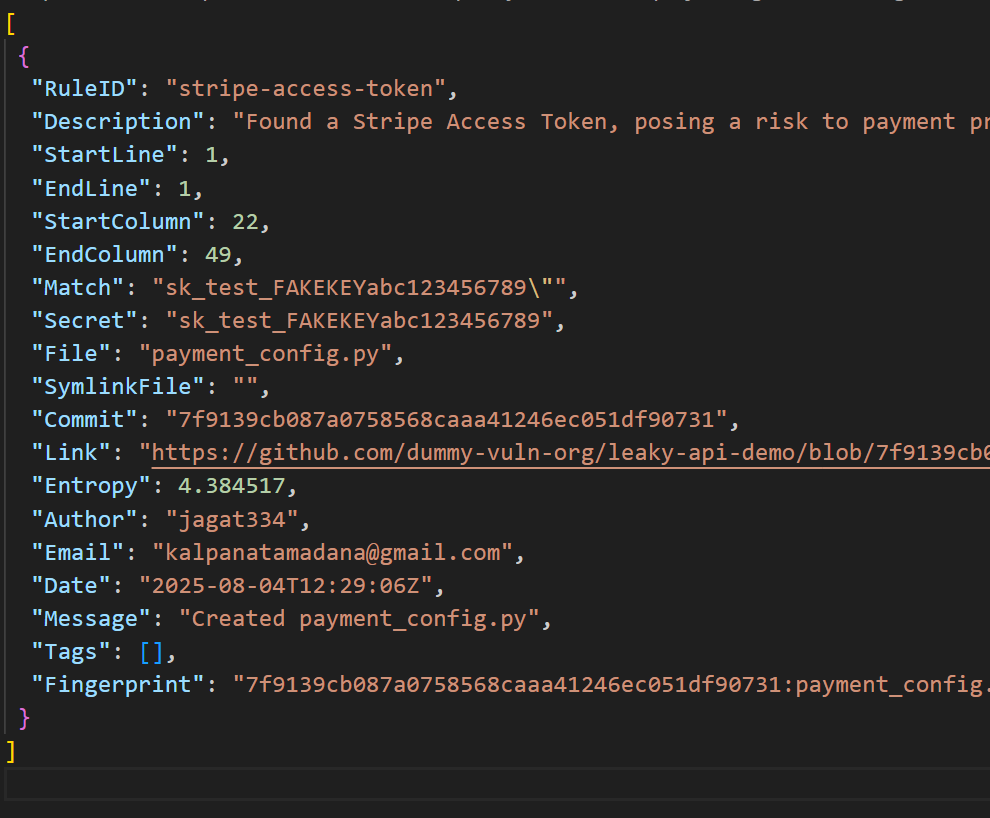 [
{
"RuleID": "stripe-access-token",
"Description": "Found a Stripe Access Token, posing a risk to payment pr
"StartLine": 1,
"EndLine": 1,
"StartColumn": 22,
"EndColumn": 49,
"Match": "sk_test_FAKEKEYabc123456789\"",
"Secret": "sk_test_FAKEKEYabc123456789",
"File": "payment_config.py",
"SymlinkFile": "",
"Commit": "7f9139cb087a0758568caaa41246ec051df90731",
"Link": "https://github.com/dummy-vuln-org/leaky-api-demo/blob/7f9139cb0
"Entropy": 4.384517,
"Author": "jagat334",
"Email": "kalpanatamadana@gmail.com",
"Date": "2025-08-04T12:29:06Z",
"Message": "Created payment_config.py",
"Tags": [],
"Fingerprint": "7f9139cb087a0758568caaa41246ec051df90731:payment_config.
}
]